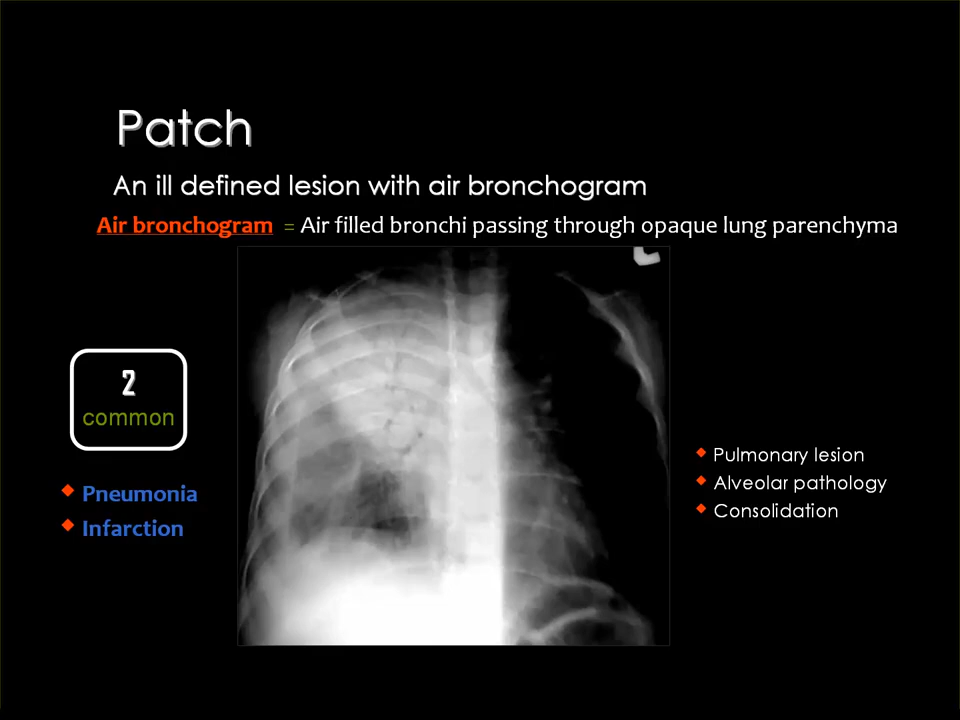 Patch
An ill defined lesion with air bronchogram
Air bronchogram = Air filled bronchi passing through opaque lung parenchyma
2
common
Pneumonia
Infarction
Pulmonary lesion
Alveolar pathology
Consolidation